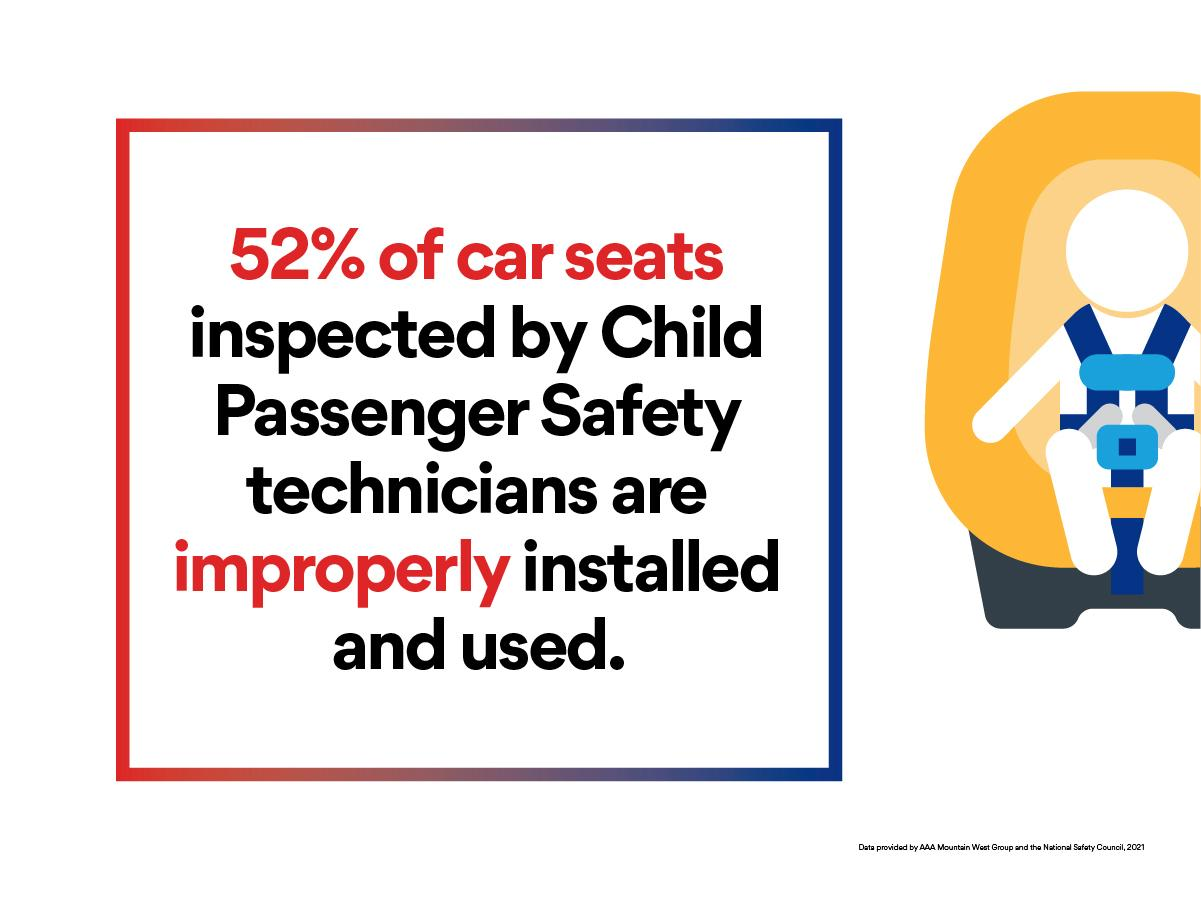 52% of car seats
inspected by Child
Passenger Safety
technicians are
improperly installed
and used.
Data provided by AAA Mountain West Group and the National Safety Council, 2021